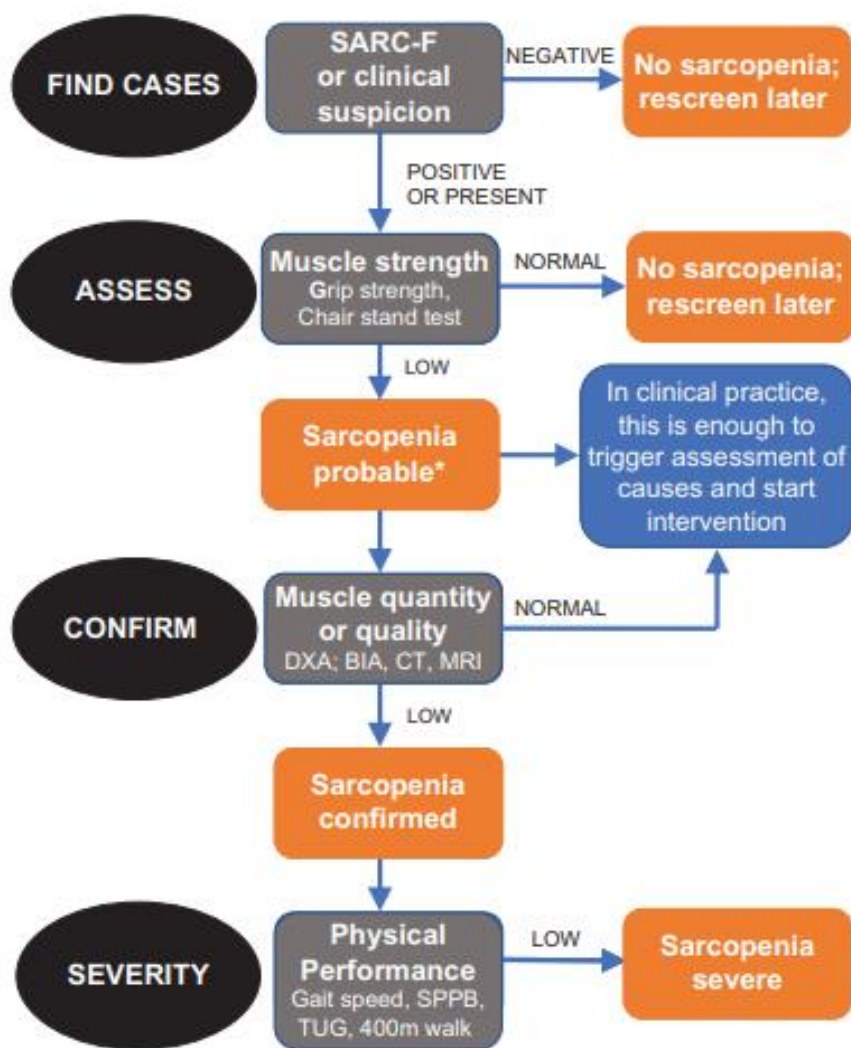 FIND CASES
SARC-F
or clinical
suspicion
NEGATIVE
No sarcopenia;
rescreen later
POSITIVE
OR PRESENT
ASSESS
Muscle strength
Grip strength,
Chair stand test
NORMAL
No sarcopenia;
rescreen later
LOW
Sarcopenia
probable*
In clinical practice,
this is enough to
trigger assessment of
causes and start
intervention
CONFIRM
Muscle quantity
or quality
DXA; BIA, CT, MRI
NORMAL
LOW
Sarcopenia
confirmed
SEVERITY
Physical
Performance
Gait speed, SPPB,
TUG, 400m walk
LOW
Sarcopenia
severe